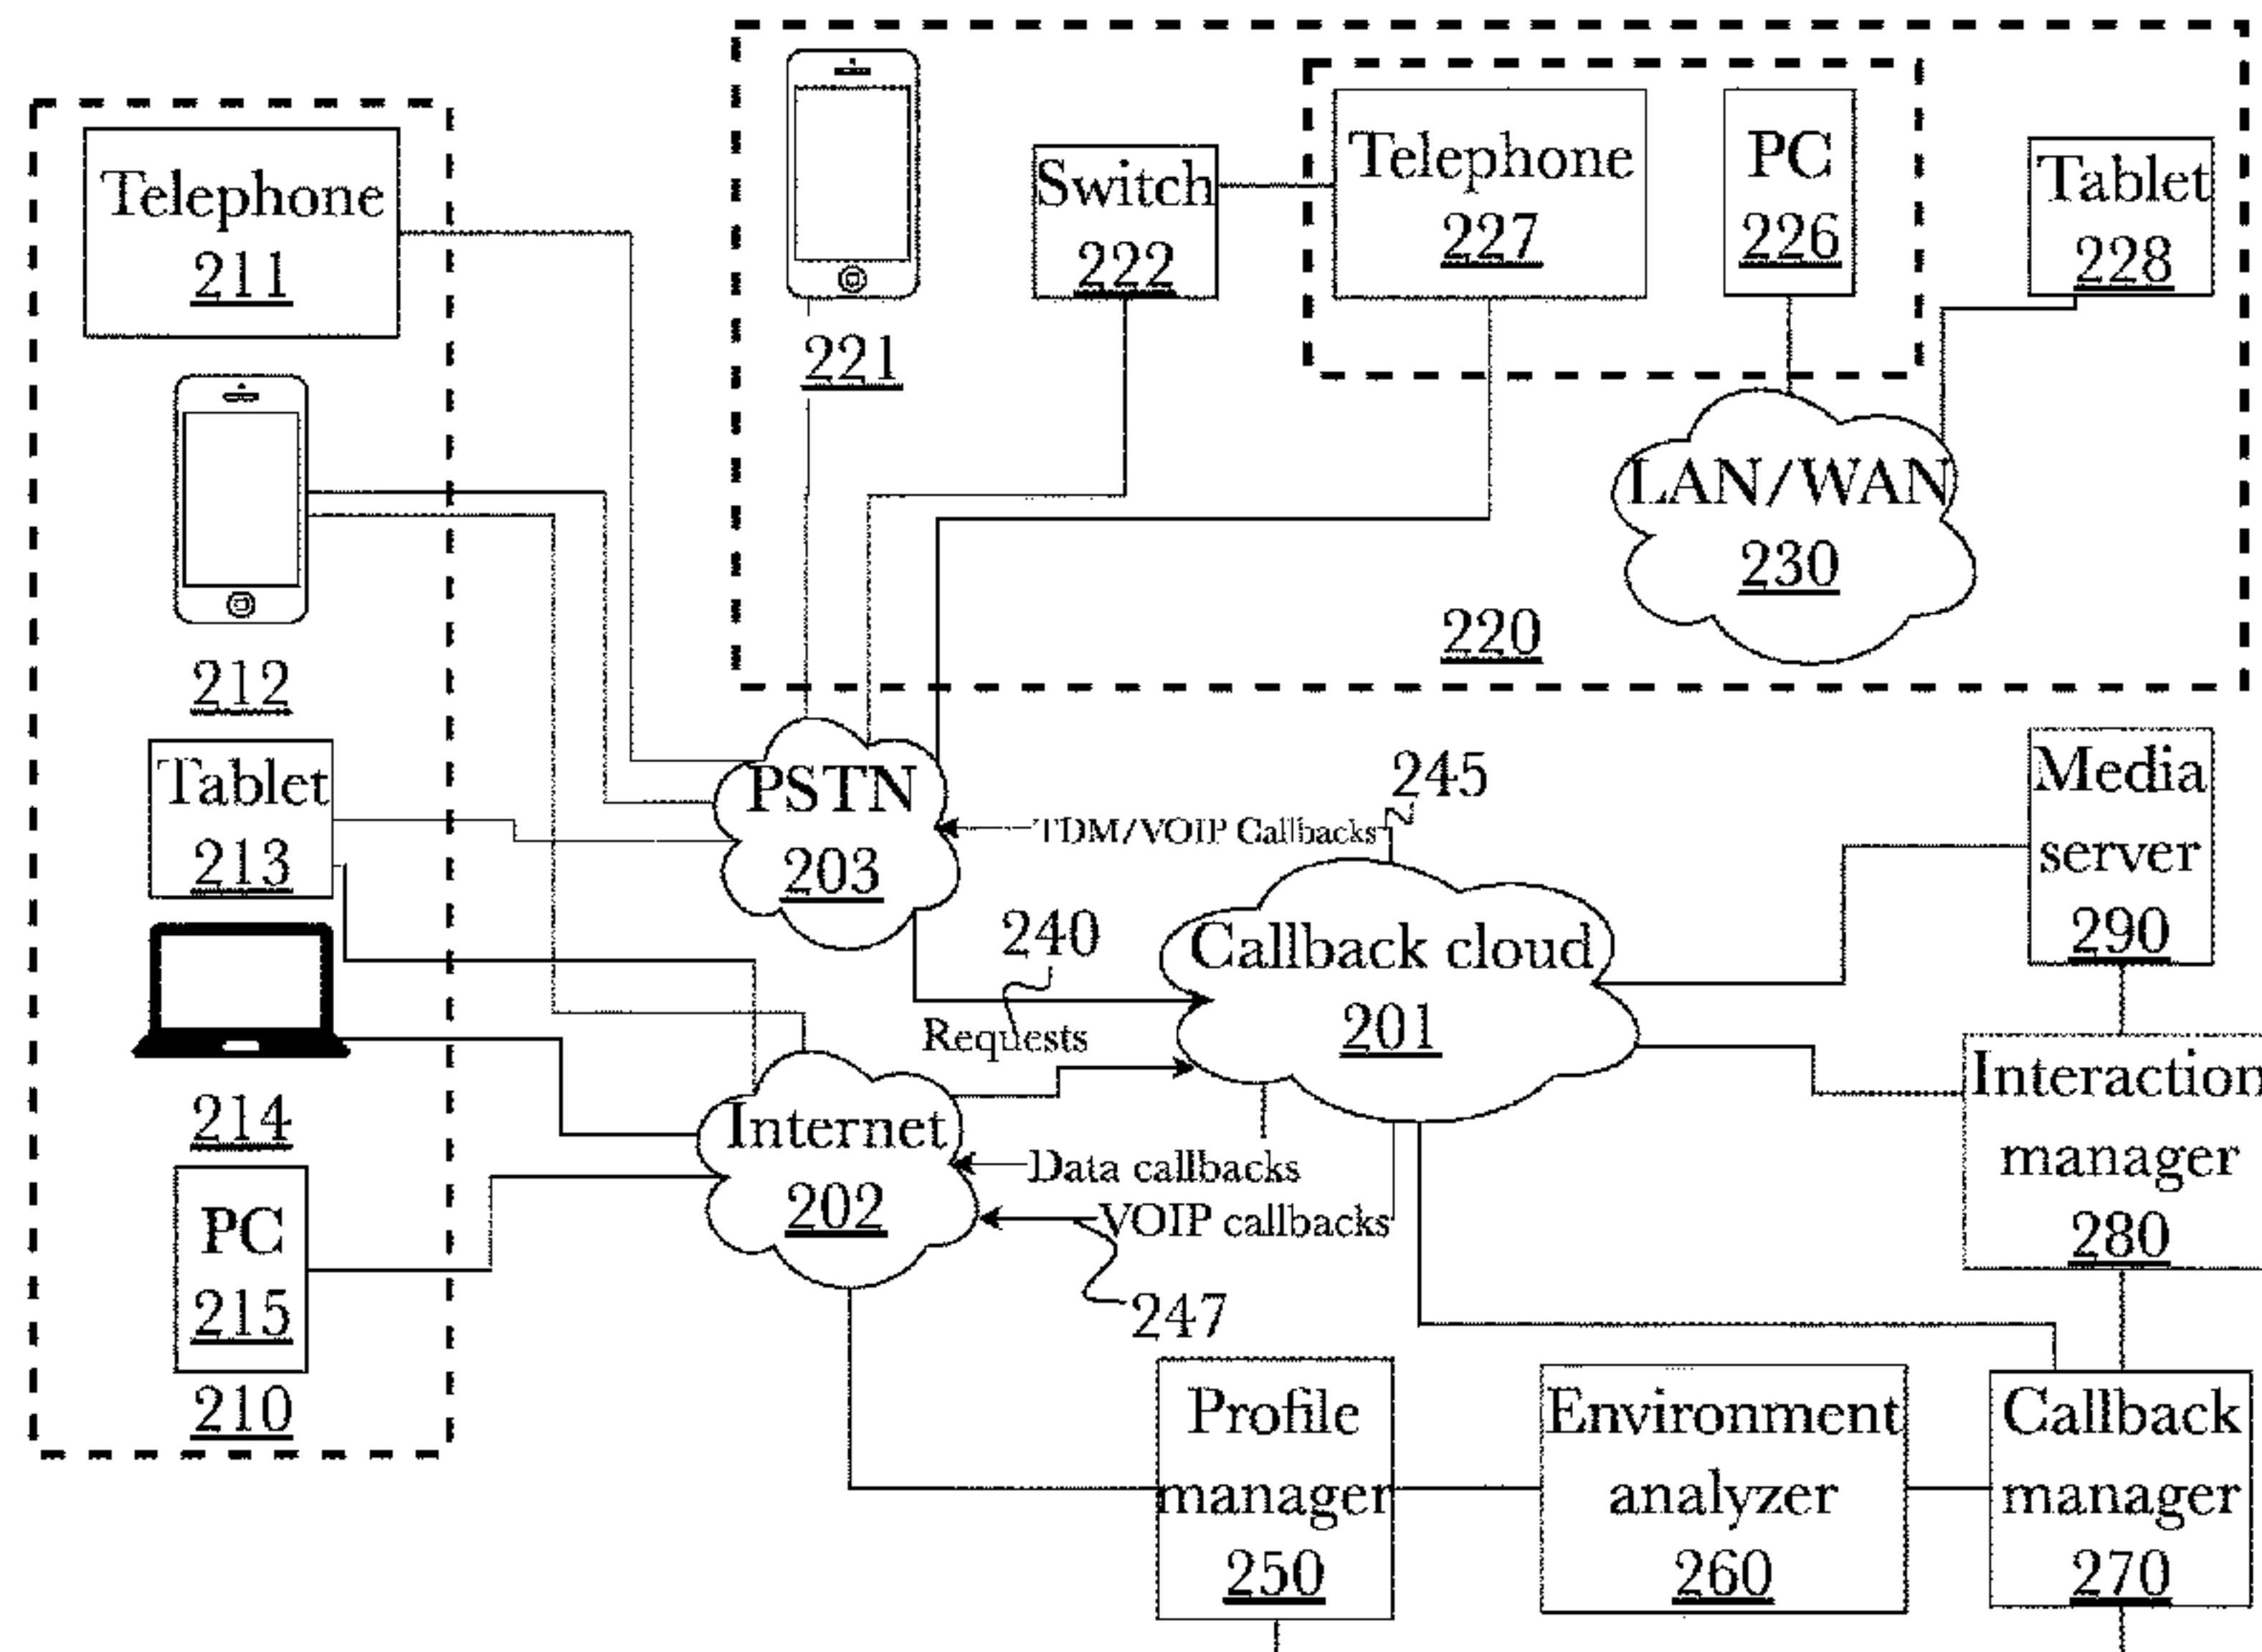 Telephone
211
212
Tablet
213
214
PC
215
210
221
Switch
222
Telephone
227
PC
226
Tablet
228
LAN/WAN
230
220
PSTN
203
TDM/VOIP Callbacks
245
240
Requests
Callback cloud
201
Internet
202
Data callbacks
VOIP callbacks
247
Media
server
290
Interaction
manager
280
Profile
manager
250
Environment
analyzer
260
Callback
manager
270